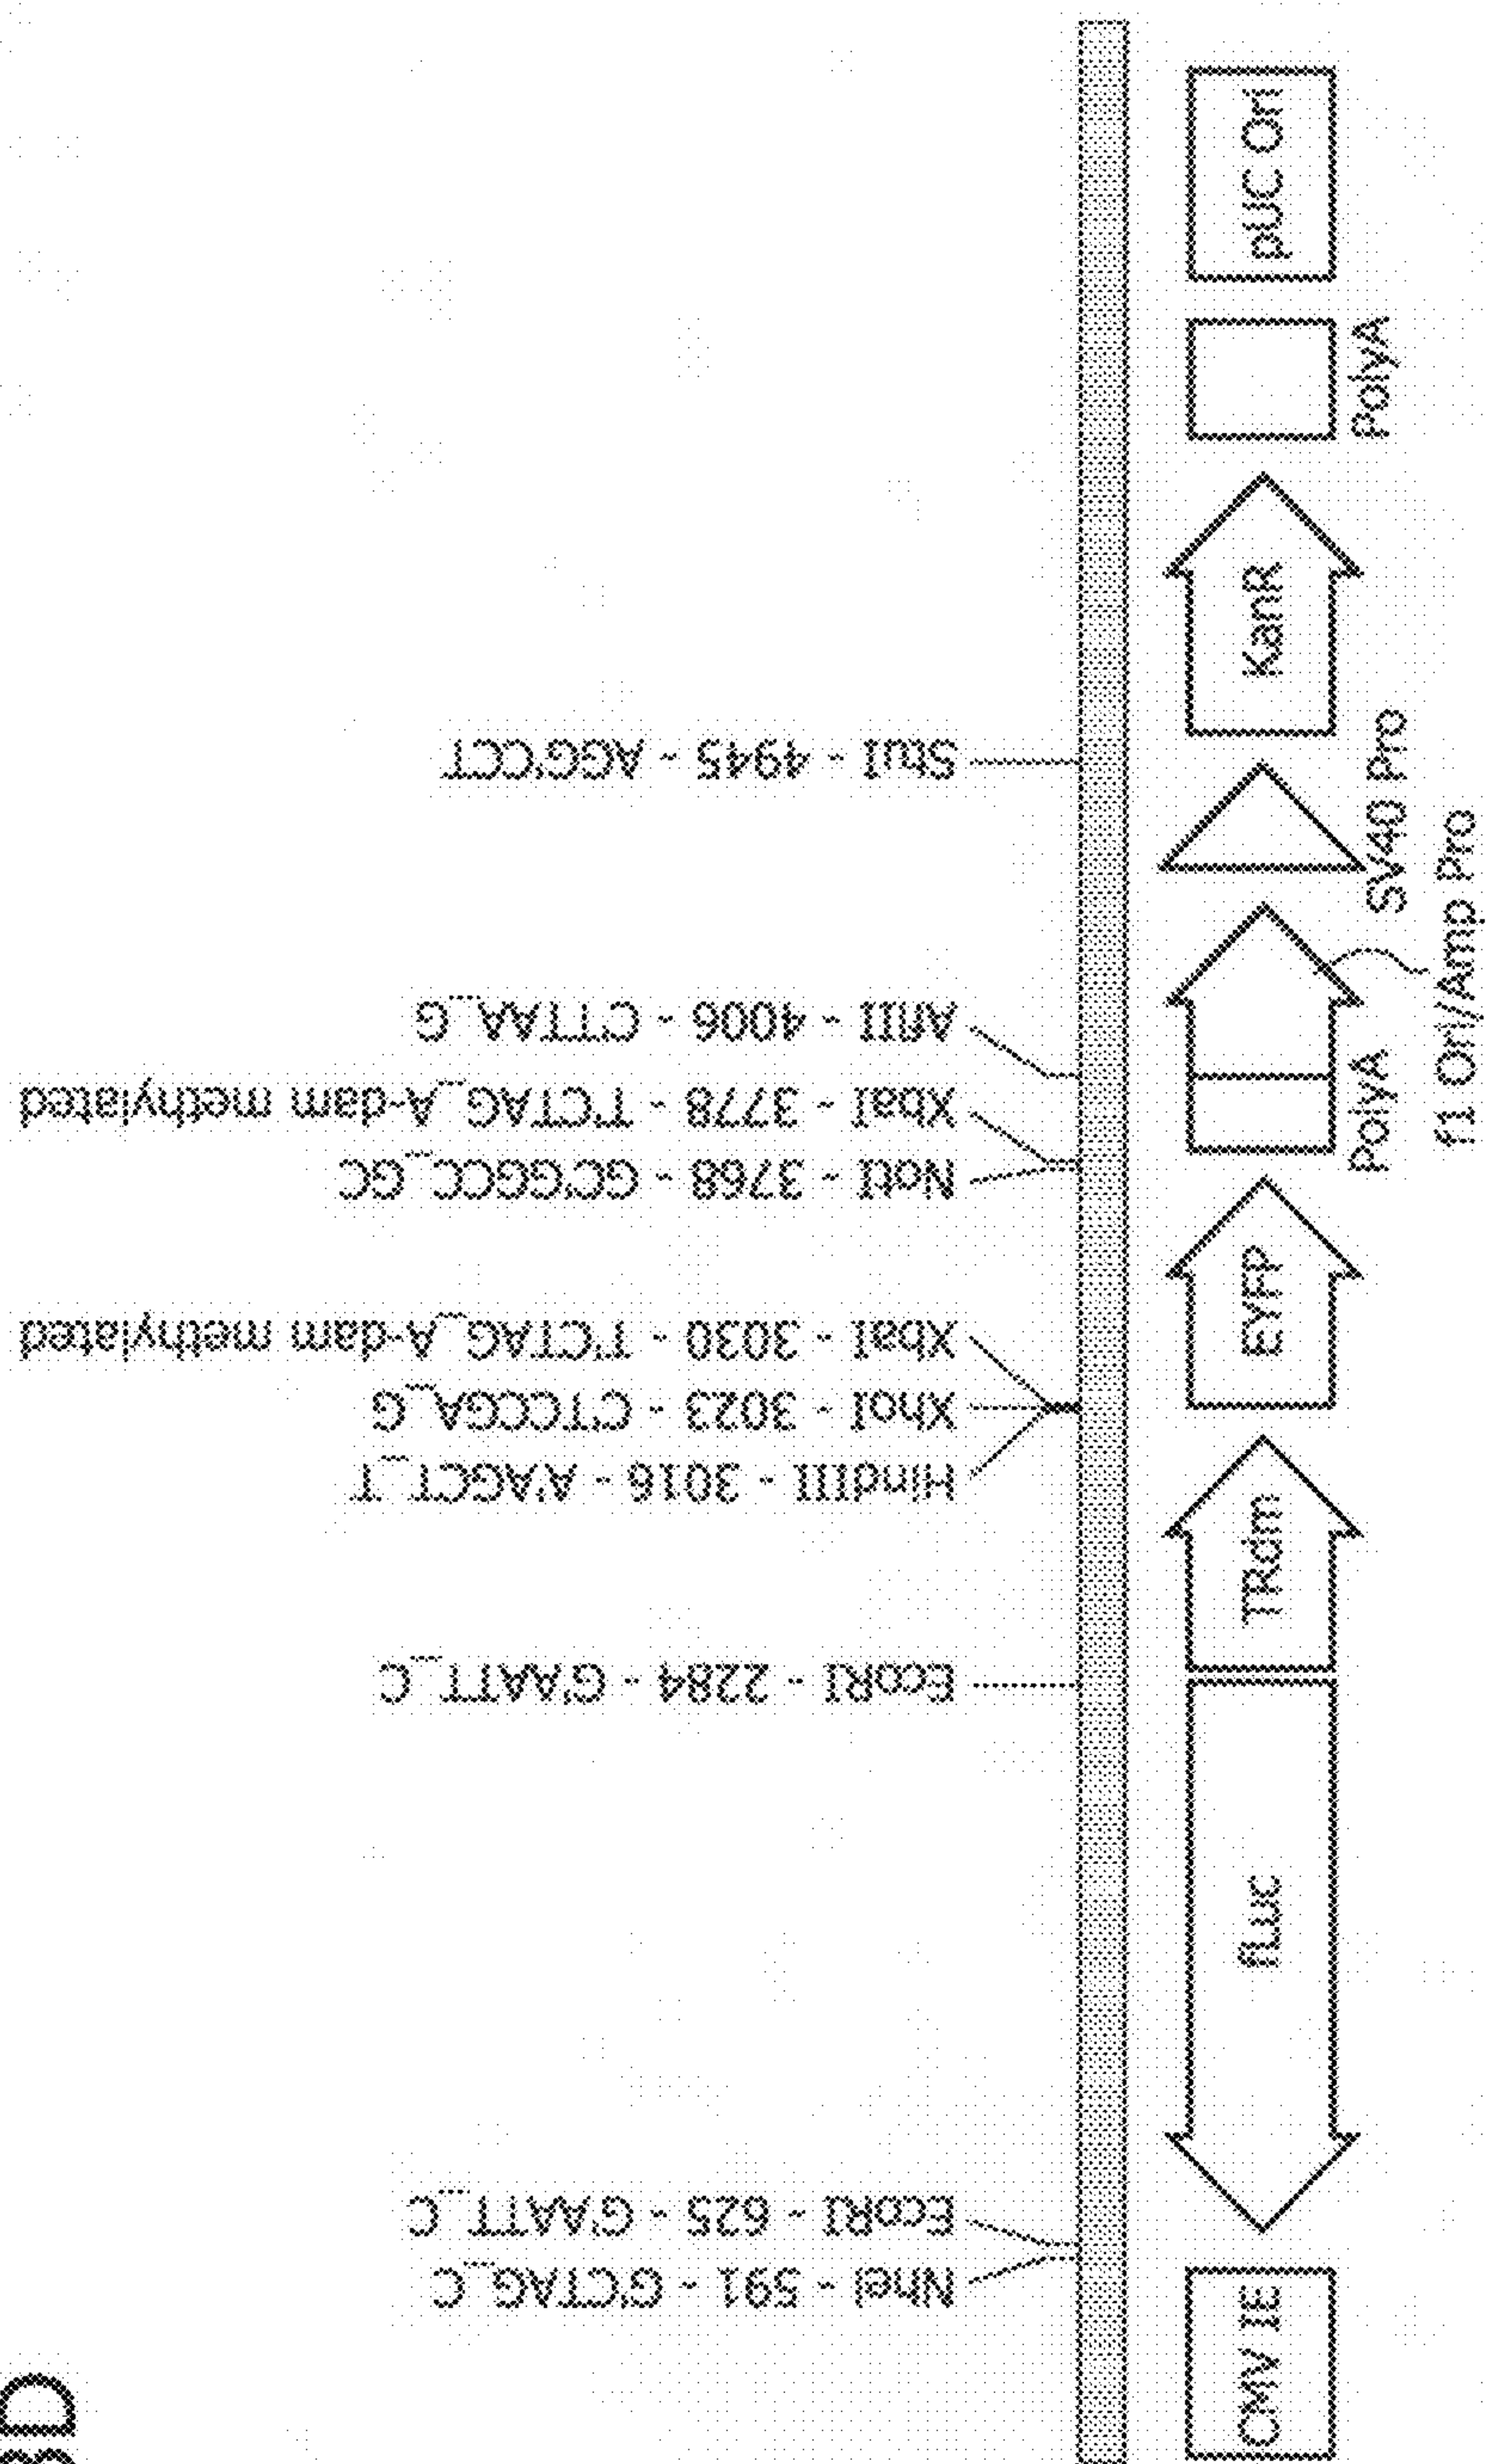 NheI - 591 - G'CTAG_C
EcoRI - 625 - G'AATT_C
EcoRI - 2284 - G'AATT_C
HindIII - 3016 - A'AGCT_T
XhoI - 3023 - C'TCCGA_G
XbaI - 3030 - T'CTAG_A-dam methylated
NotI - 3768 - GC'GGCC_GC
XbaI - 3778 - T'CTAG_A-dam methylated
AflII - 4006 - C'TTAA_G
StuI - 4945 - AGG'CCT
CMV IE
fLuc
TRdm
EYFP
PolyA
f1 Ori/Amp Pro
SV40 Pro
KanR
PolyA
pUC Ori